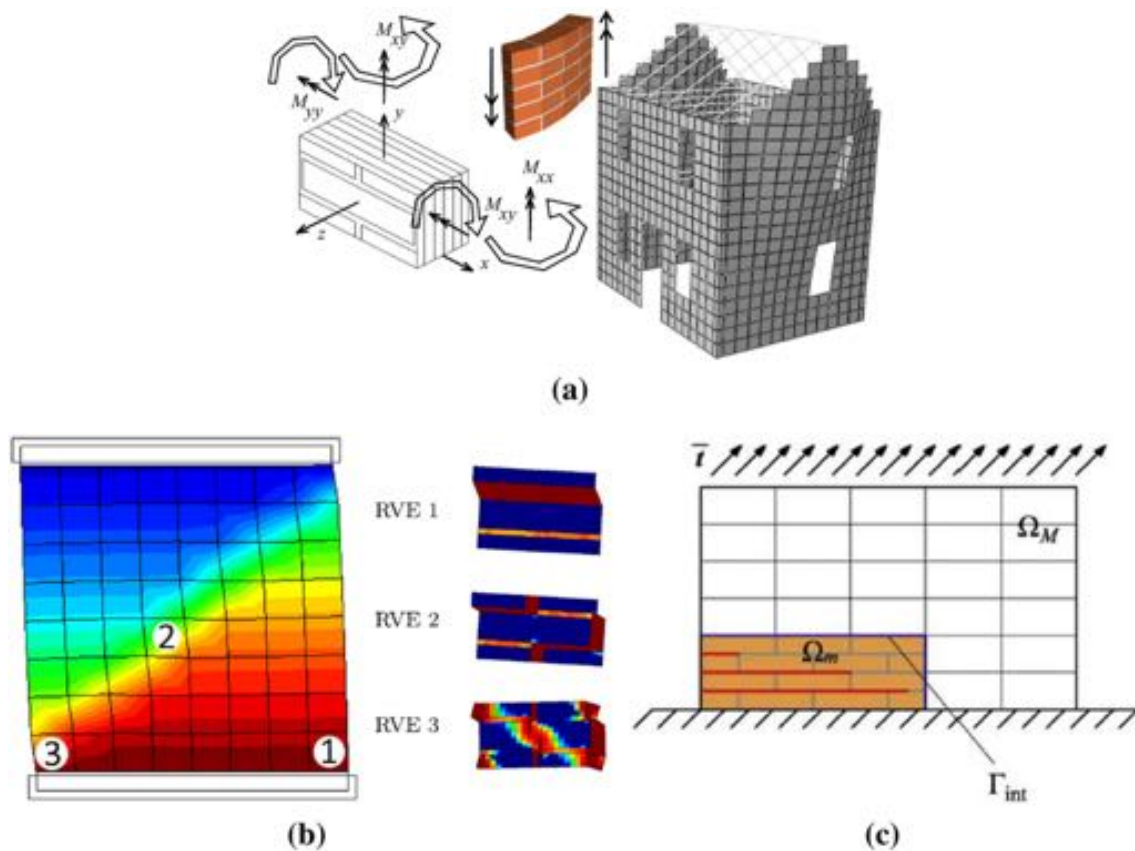 M_xy
M_yy
y
M_xx
M_xy
z
x
(a)
RVE 1
RVE 2
RVE 3
2
3
1
(b)
t̄
Ω_M
Ω_m
Γ_int
(c)